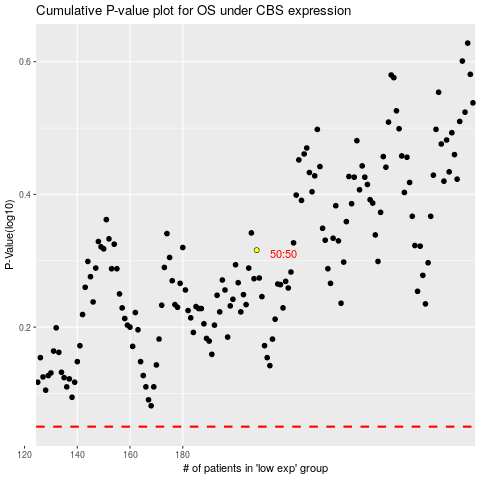 Cumulative P-value plot for OS under CBS expression
P-Value(log10)
0.6
0.4
0.2
50:50
120 140 160 180
# of patients in 'low exp' group